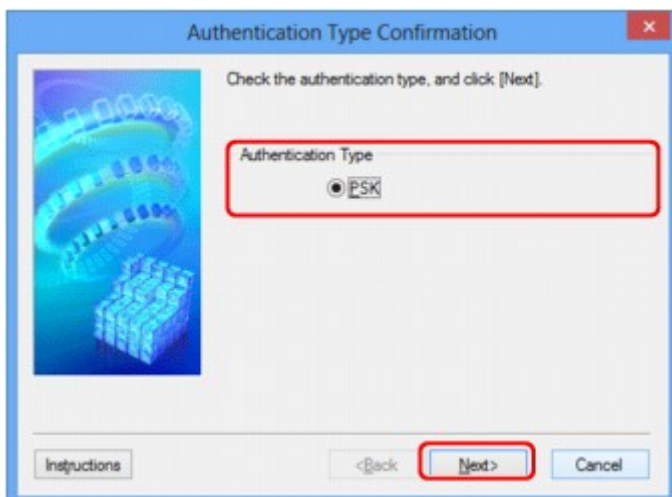 Authentication Type Confirmation
Check the authentication type, and click [Next].
Authentication Type
PSK
Instructions
<Back
Next>
Cancel